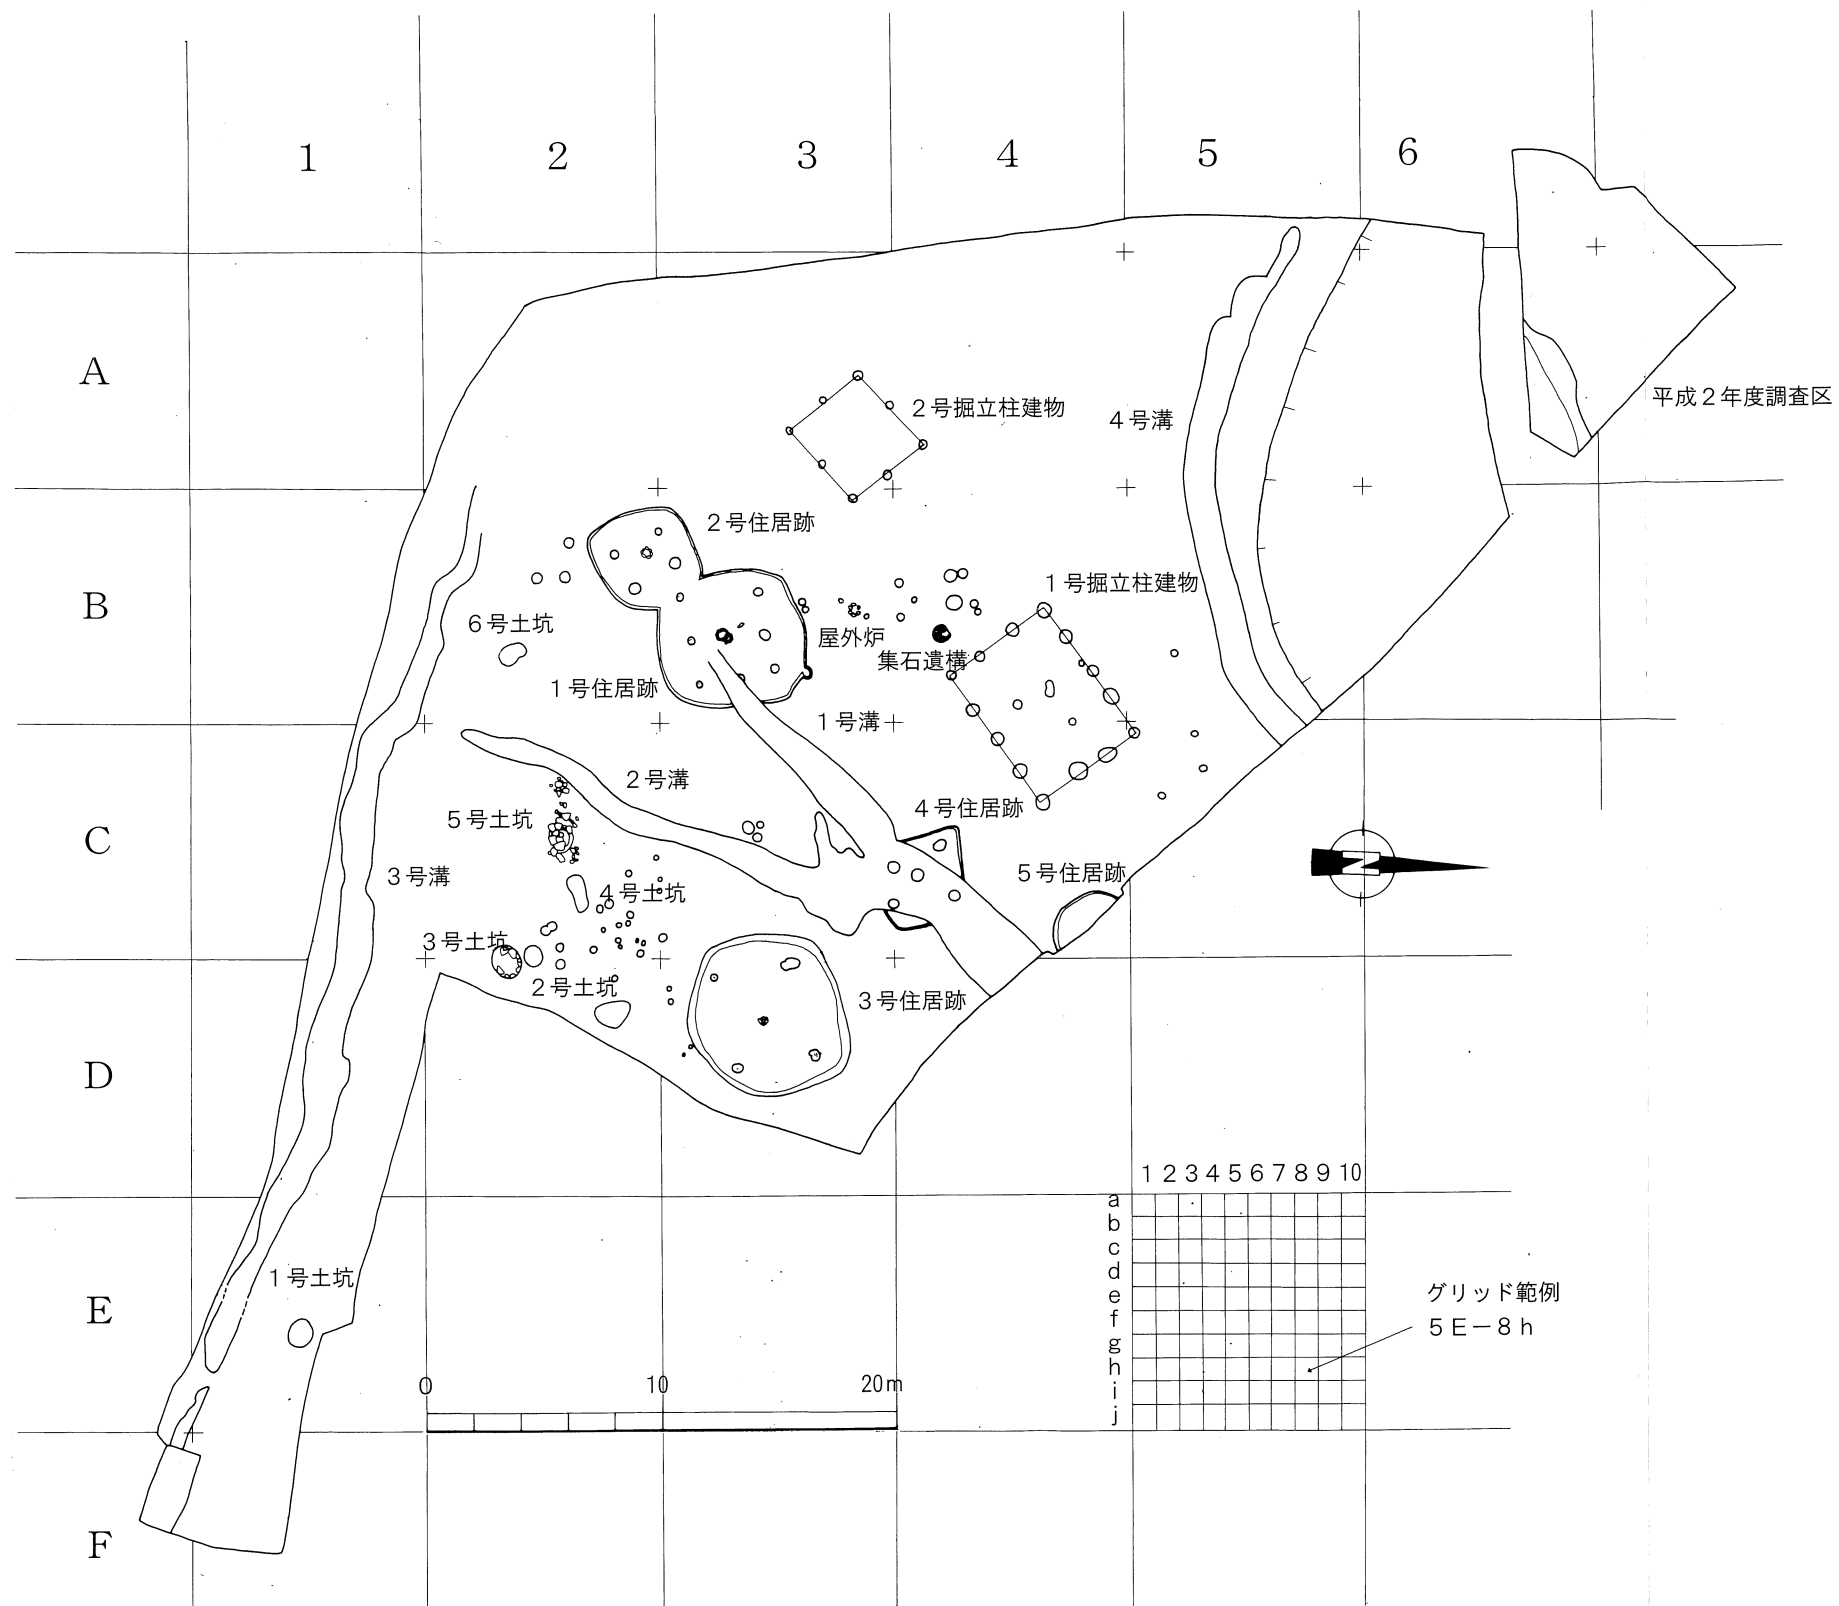 1 2 3 4 5 6
A
平成２年度調査区
２号掘立柱建物
４号溝
２号住居跡
B
１号掘立柱建物
６号土坑
屋外炉
集石遺構
１号住居跡
１号溝
２号溝
４号住居跡
５号土坑
C
５号住居跡
３号溝
４号土坑
N
３号土坑
２号土坑
３号住居跡
D
1 2 3 4 5 6 7 8 9 10
a
b
c
d
e
f
g
h
i
j
１号土坑
グリッド範例
５Ｅ－８ｈ
E
0 10 20m
F